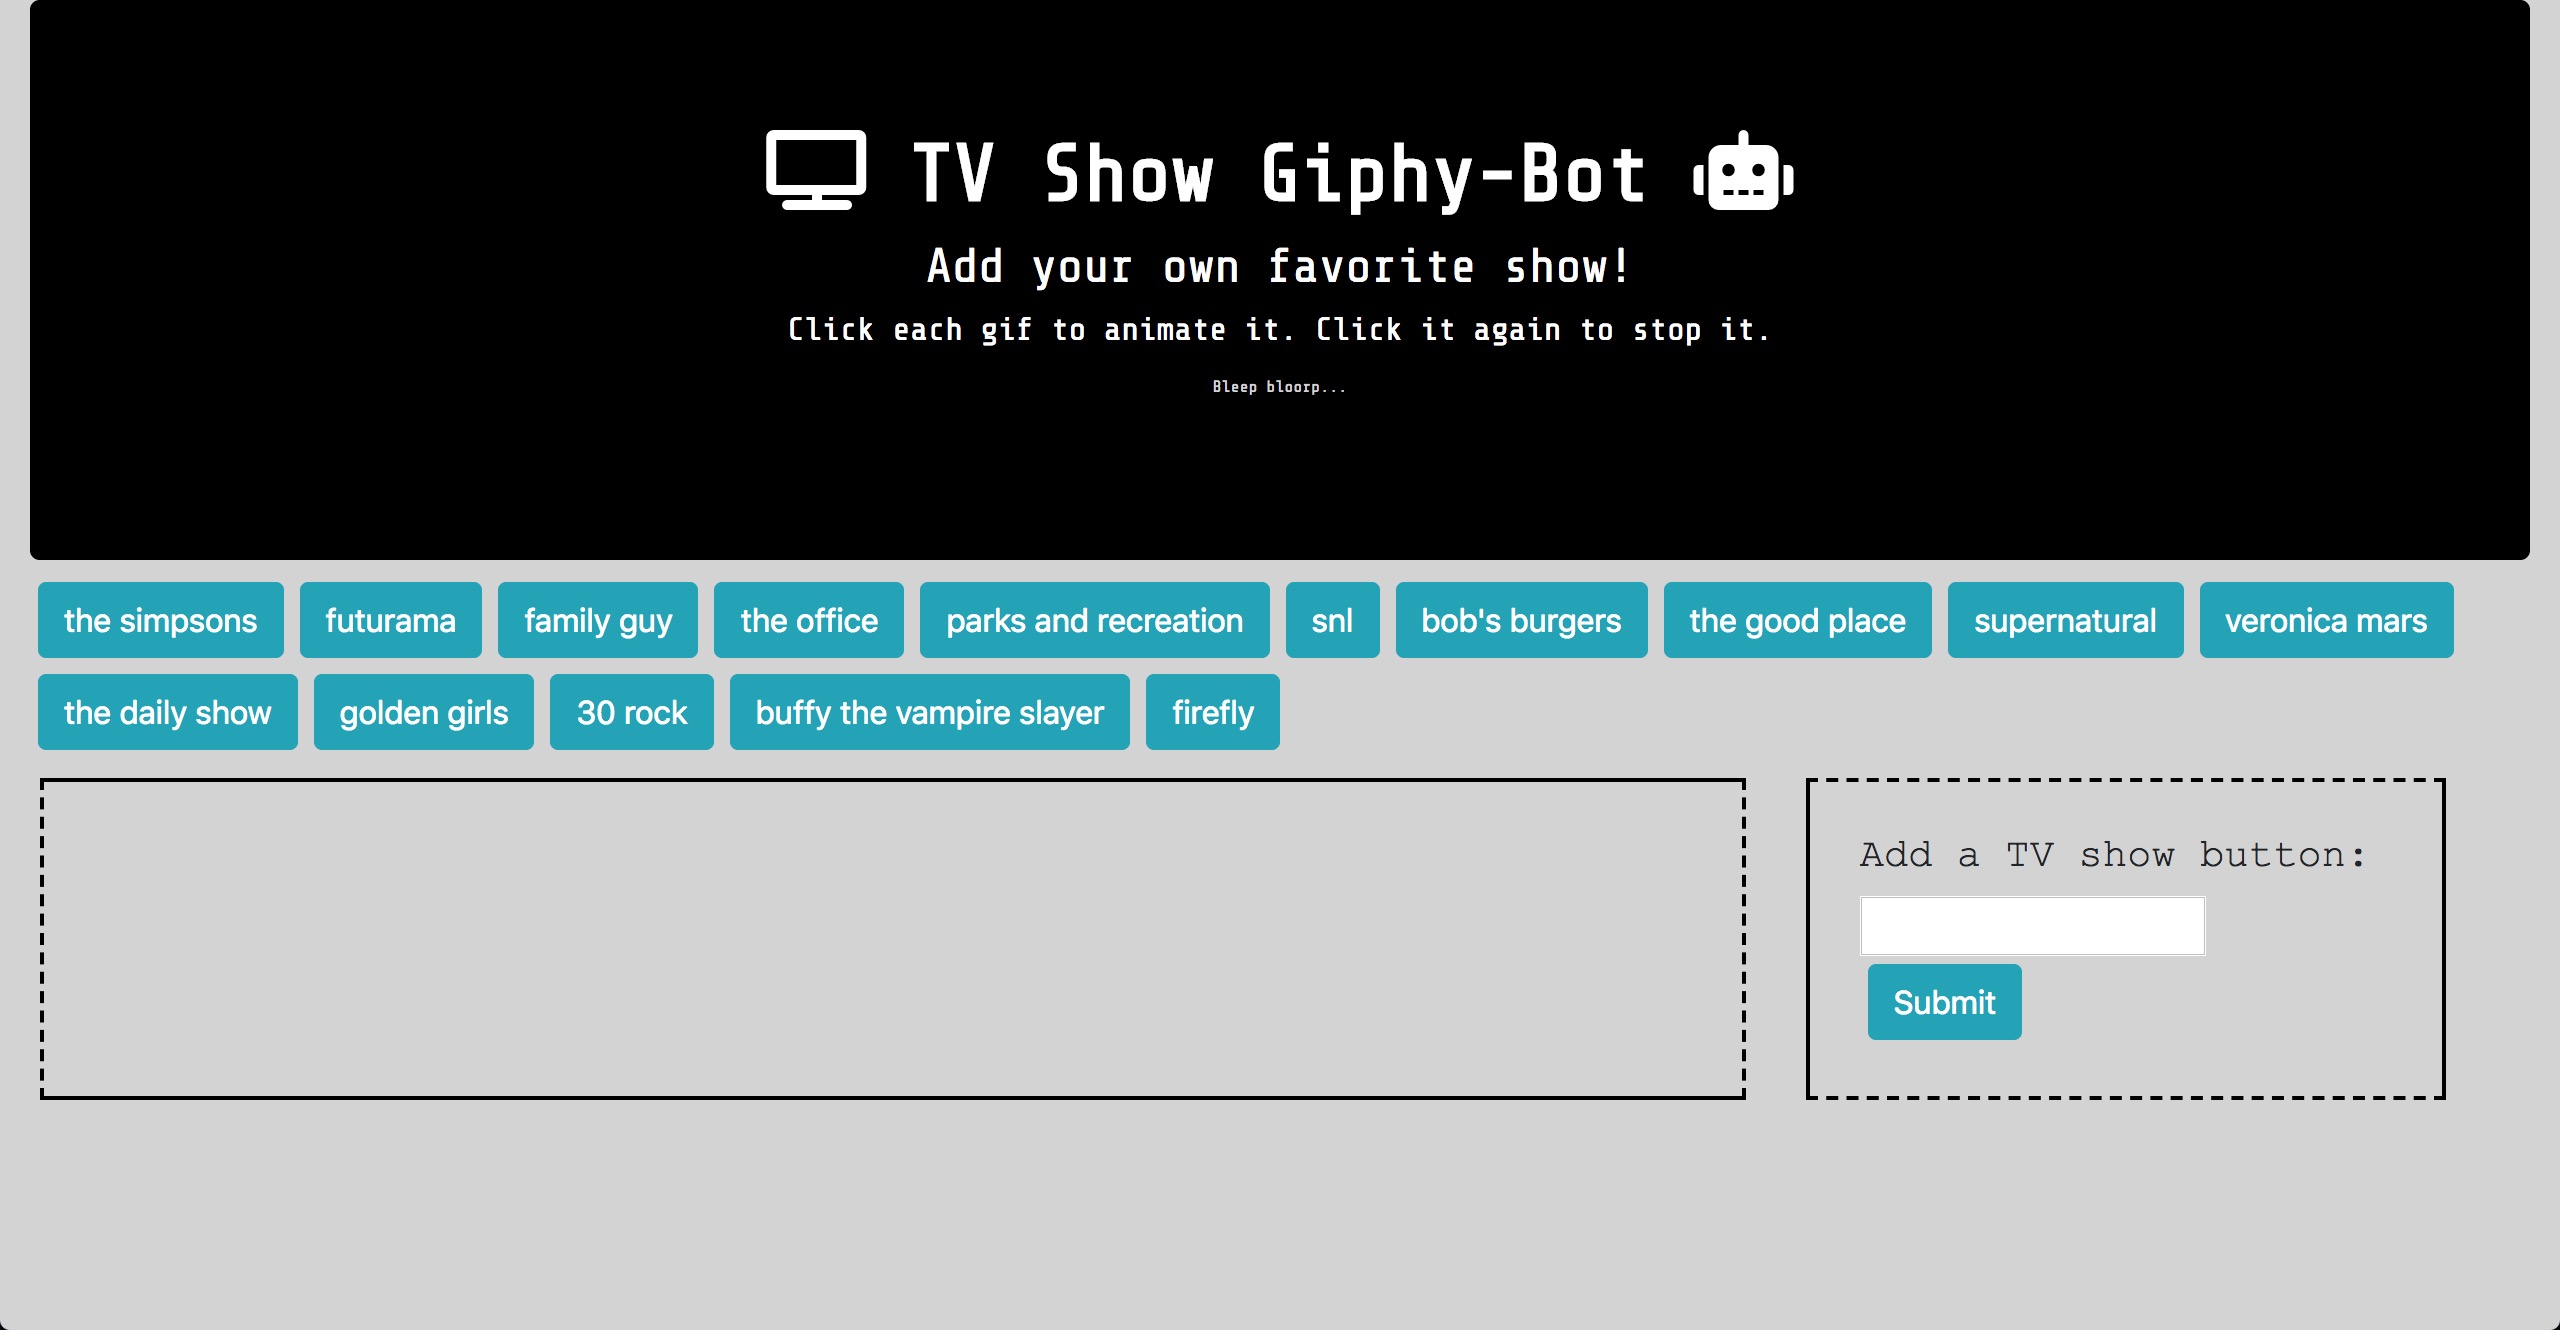 TV Show Giphy-Bot
Add your own favorite show!
Click each gif to animate it. Click it again to stop it.
Bleep bloorp...
the simpsons futurama family guy the office parks and recreation snl bob's burgers the good place supernatural veronica mars
the daily show golden girls 30 rock buffy the vampire slayer firefly
Add a TV show button:
Submit